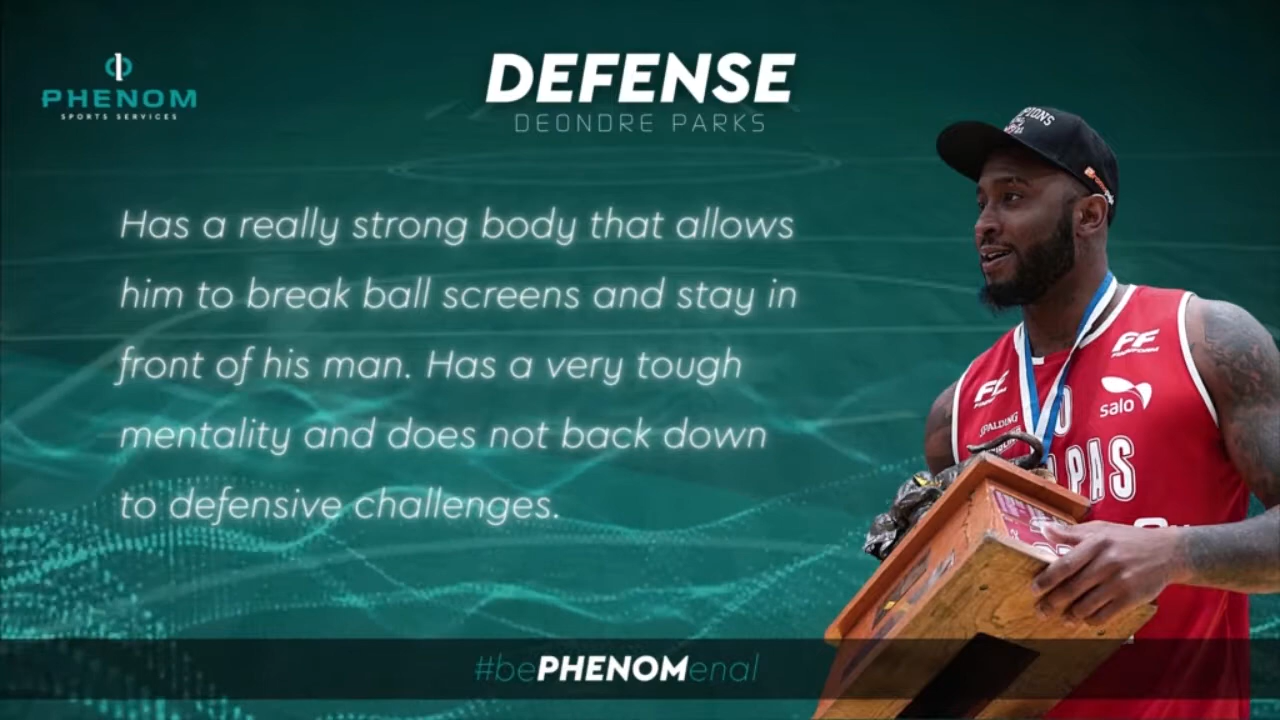 PHENOM
SPORTS SERVICES
DEFENSE
DEONDRE PARKS
Has a really strong body that allows
him to break ball screens and stay in
front of his man. Has a very tough
mentality and does not back down
to defensive challenges.
FF
salo
SPALDING
PAS
#bePHENOMenal